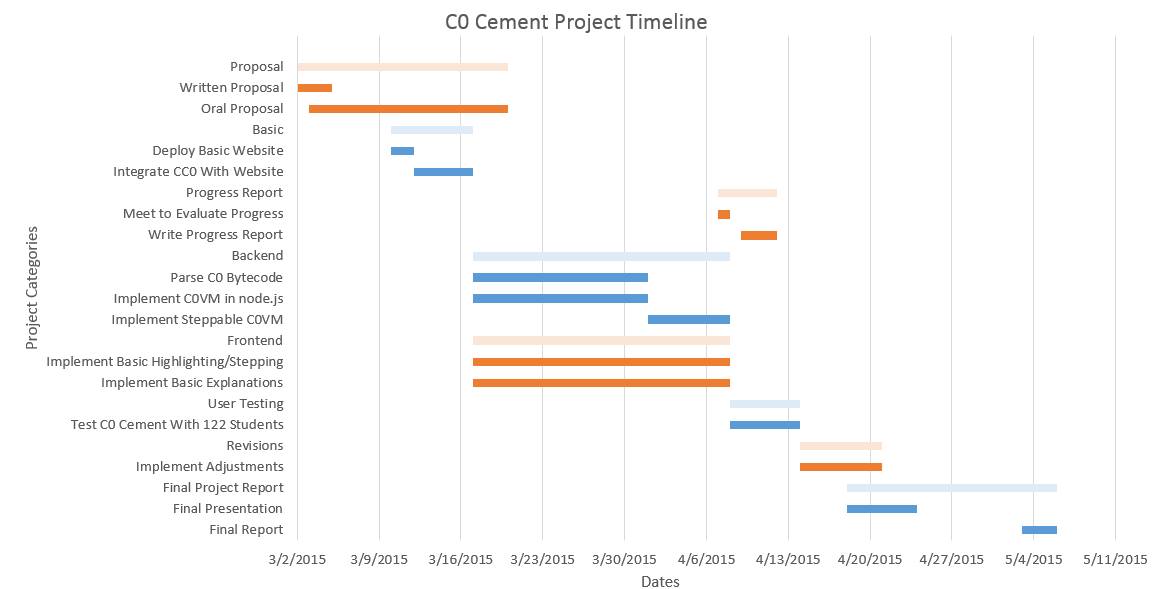 C0 Cement Project Timeline
Project Categories
Proposal
Written Proposal
Oral Proposal
Basic
Deploy Basic Website
Integrate CC0 With Website
Progress Report
Meet to Evaluate Progress
Write Progress Report
Backend
Parse C0 Bytecode
Implement C0VM in node.js
Implement Steppable C0VM
Frontend
Implement Basic Highlighting/Stepping
Implement Basic Explanations
User Testing
Test C0 Cement With 122 Students
Revisions
Implement Adjustments
Final Project Report
Final Presentation
Final Report
3/2/2015 3/9/2015 3/16/2015 3/23/2015 3/30/2015 4/6/2015 4/13/2015 4/20/2015 4/27/2015 5/4/2015 5/11/2015
Dates